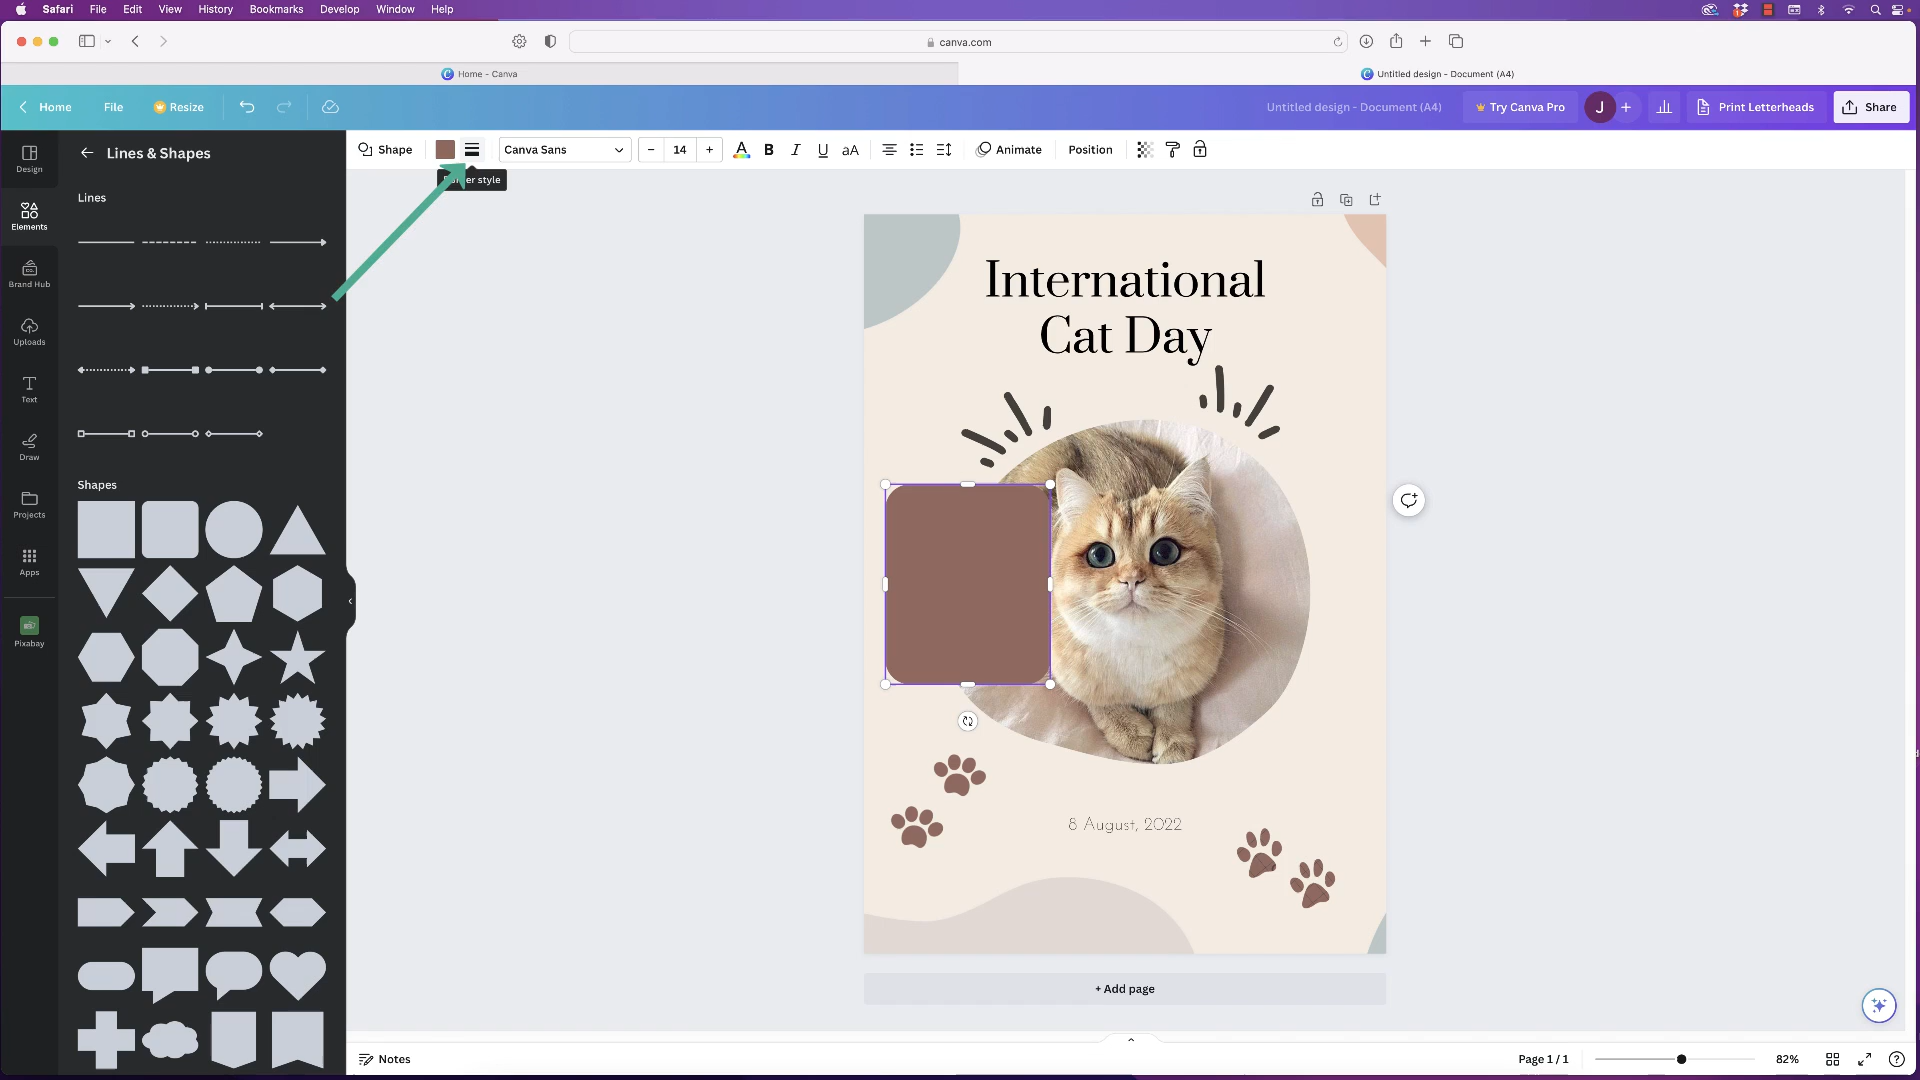 Safari File Edit View History Bookmarks Develop Window Help
canva.com
Home - Canva
Untitled design - Document (A4)
Home File Resize
Untitled design - Document (A4)
Try Canva Pro
J
Print Letterheads
Share
Design
Elements
Brand Hub
Uploads
Text
Draw
Projects
Apps
Pixabay
Lines & Shapes
Lines
Shapes
Shape
Canva Sans
14
A B I U aA
Animate
Position
style
International
Cat Day
8 August, 2022
+ Add page
Notes
Page 1 / 1
82%